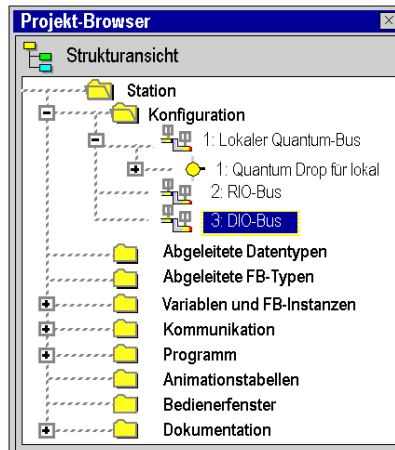 Projekt-Browser
Strukturansicht
Station
Konfiguration
1: Lokaler Quantum-Bus
1: Quantum Drop für lokal
2: RIO-Bus
3: DIO-Bus
Abgeleitete Datentypen
Abgeleitete FB-Typen
Variablen und FB-Instanzen
Kommunikation
Programm
Animationstabellen
Bedienerfenster
Dokumentation